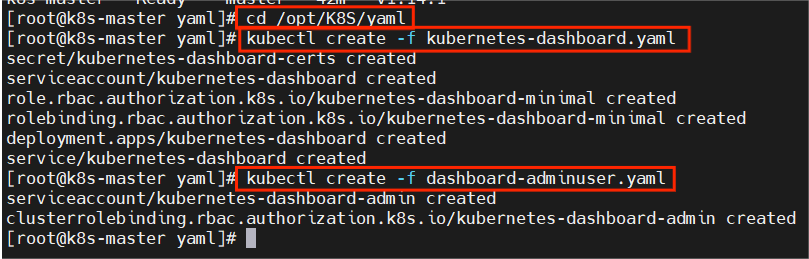 k8s-master   Ready    master   42m   v1.14.1
[root@k8s-master yaml]# cd /opt/K8S/yaml
[root@k8s-master yaml]# kubectl create -f kubernetes-dashboard.yaml
secret/kubernetes-dashboard-certs created
serviceaccount/kubernetes-dashboard created
role.rbac.authorization.k8s.io/kubernetes-dashboard-minimal created
rolebinding.rbac.authorization.k8s.io/kubernetes-dashboard-minimal created
deployment.apps/kubernetes-dashboard created
service/kubernetes-dashboard created
[root@k8s-master yaml]# kubectl create -f dashboard-adminuser.yaml
serviceaccount/kubernetes-dashboard-admin created
clusterrolebinding.rbac.authorization.k8s.io/kubernetes-dashboard-admin created
[root@k8s-master yaml]#